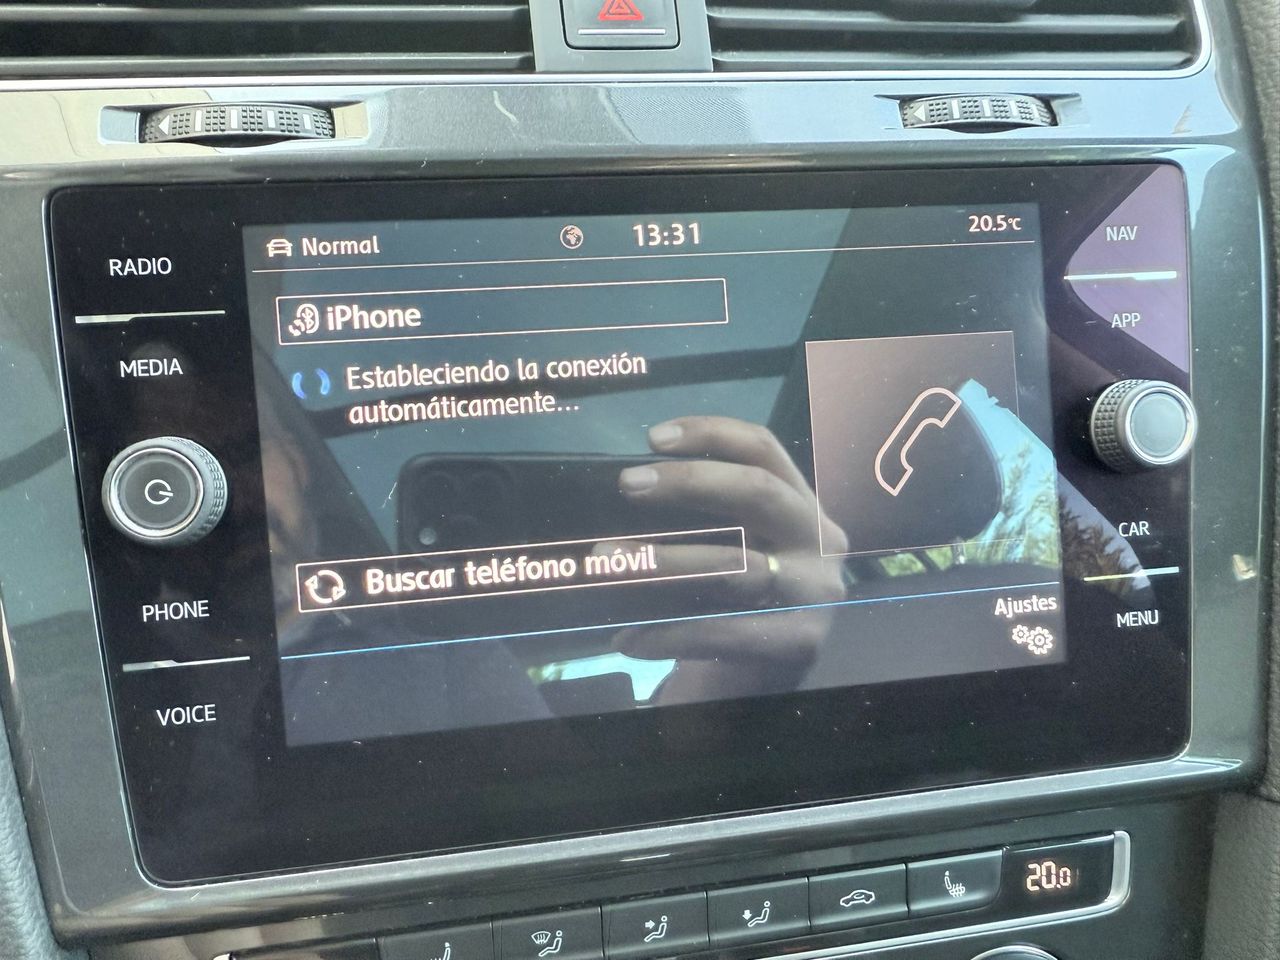 RADIO
MEDIA
PHONE
VOICE
Normal
13:31
20.5°C
iPhone
Estableciendo la conexión
automáticamente...
Buscar teléfono móvil
Ajustes
NAV
APP
CAR
MENU
20.0